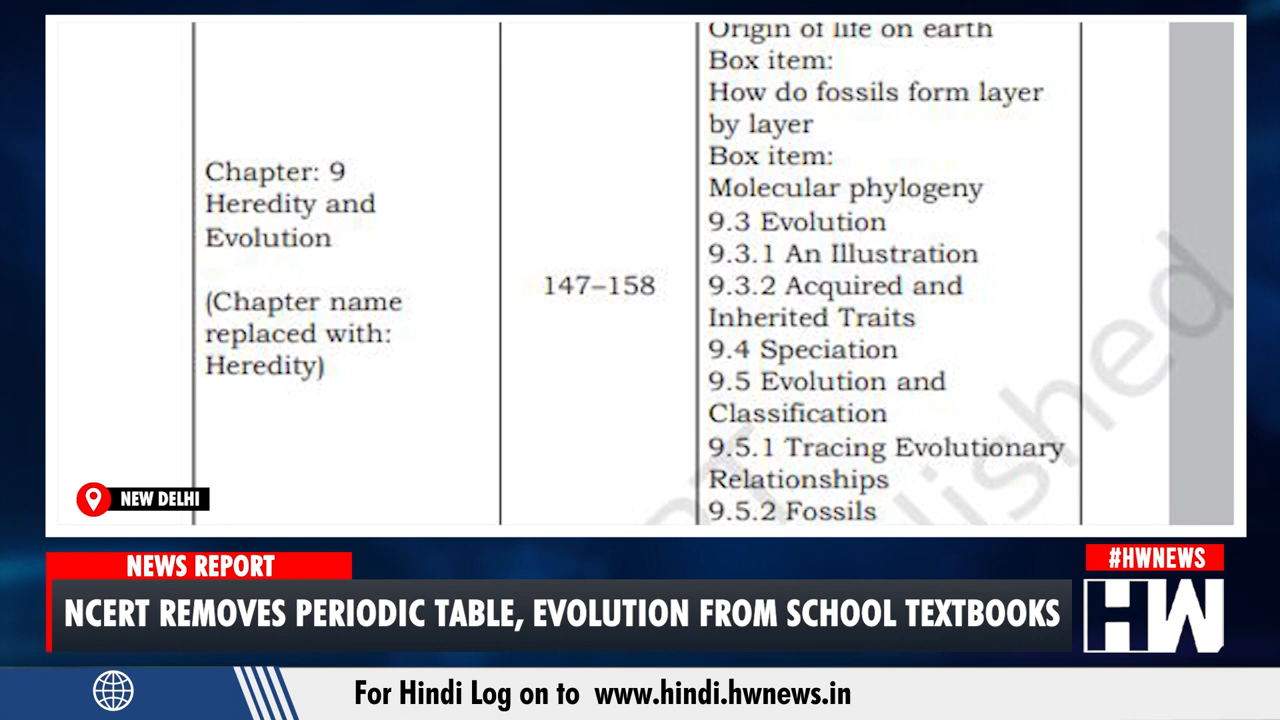 Chapter: 9
Heredity and
Evolution
(Chapter name
replaced with:
Heredity)
147–158
Origin of life on earth
Box item:
How do fossils form layer
by layer
Box item:
Molecular phylogeny
9.3 Evolution
9.3.1 An Illustration
9.3.2 Acquired and
Inherited Traits
9.4 Speciation
9.5 Evolution and
Classification
9.5.1 Tracing Evolutionary
Relationships
9.5.2 Fossils
NEW DELHI
NEWS REPORT
#HWNEWS
NCERT REMOVES PERIODIC TABLE, EVOLUTION FROM SCHOOL TEXTBOOKS
HW
For Hindi Log on to www.hindi.hwnews.in